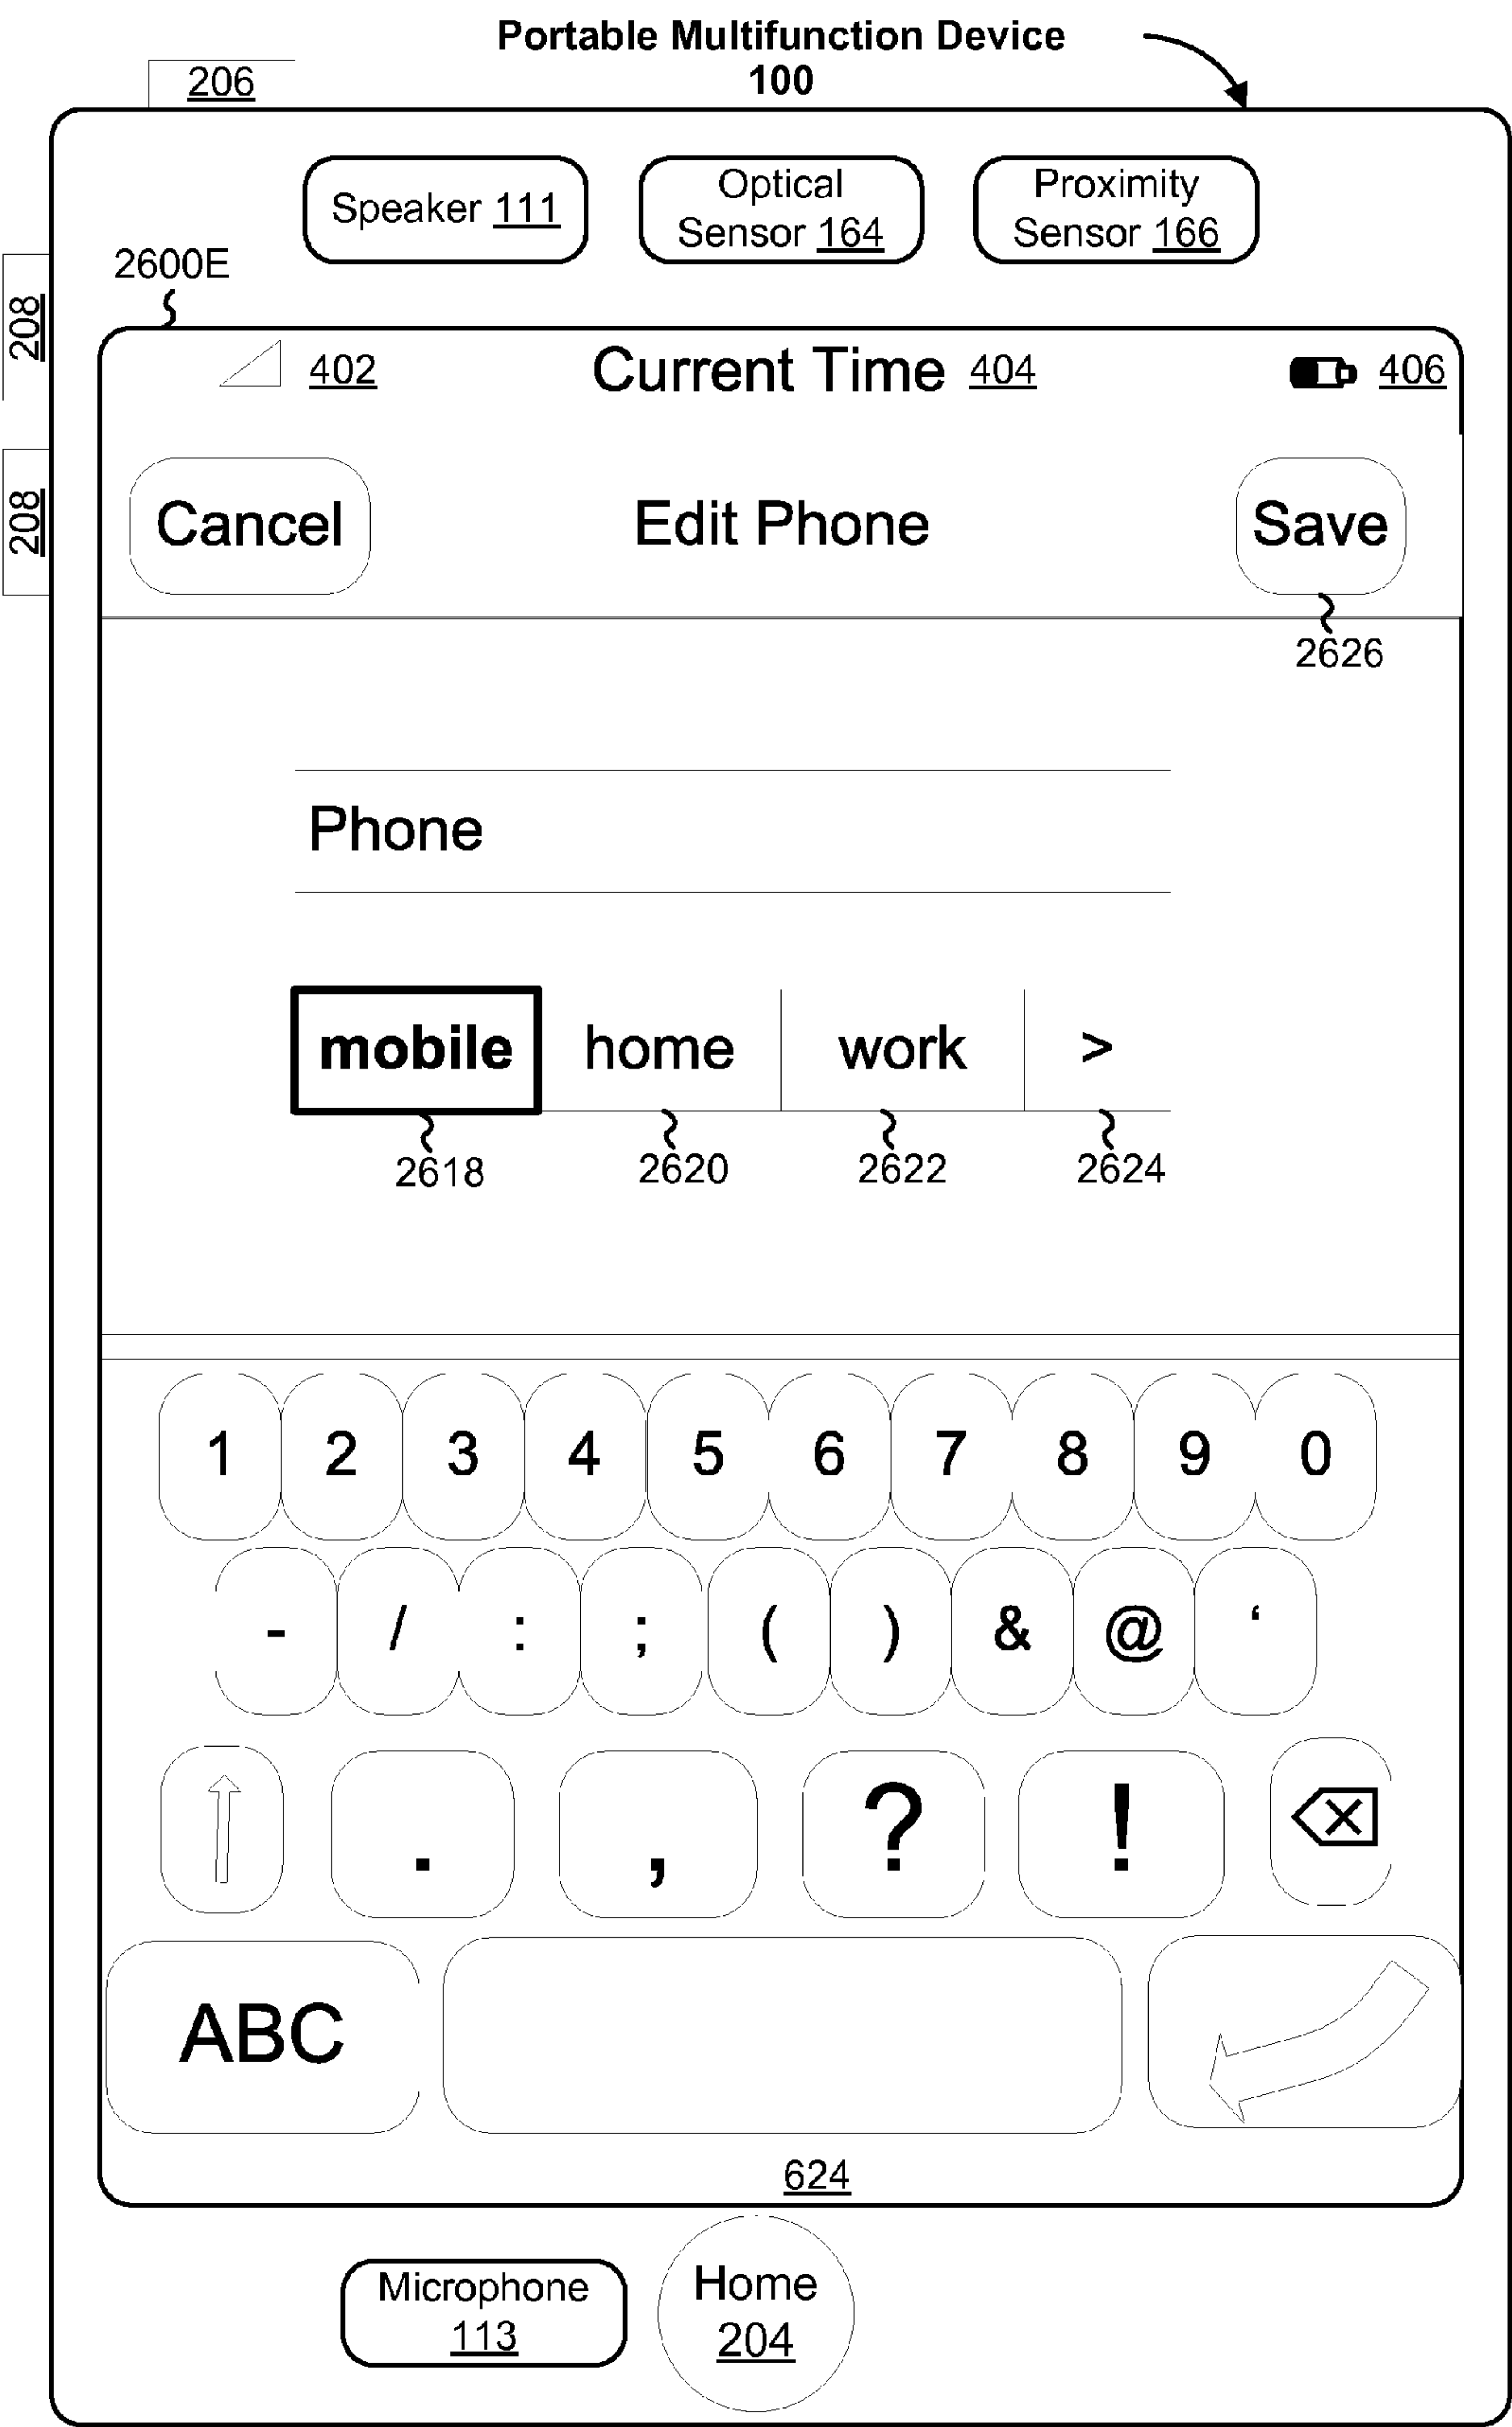 Portable Multifunction Device
100
206
Speaker 111
Optical
Sensor 164
Proximity
Sensor 166
2600E
208
402
Current Time 404
406
208
Cancel
Edit Phone
Save
2626
Phone
mobile home work >
2618 2620 2622 2624
1 2 3 4 5 6 7 8 9 0
- / : ; ( ) & @ ‘
. , ? !
ABC
624
Microphone
113
Home
204